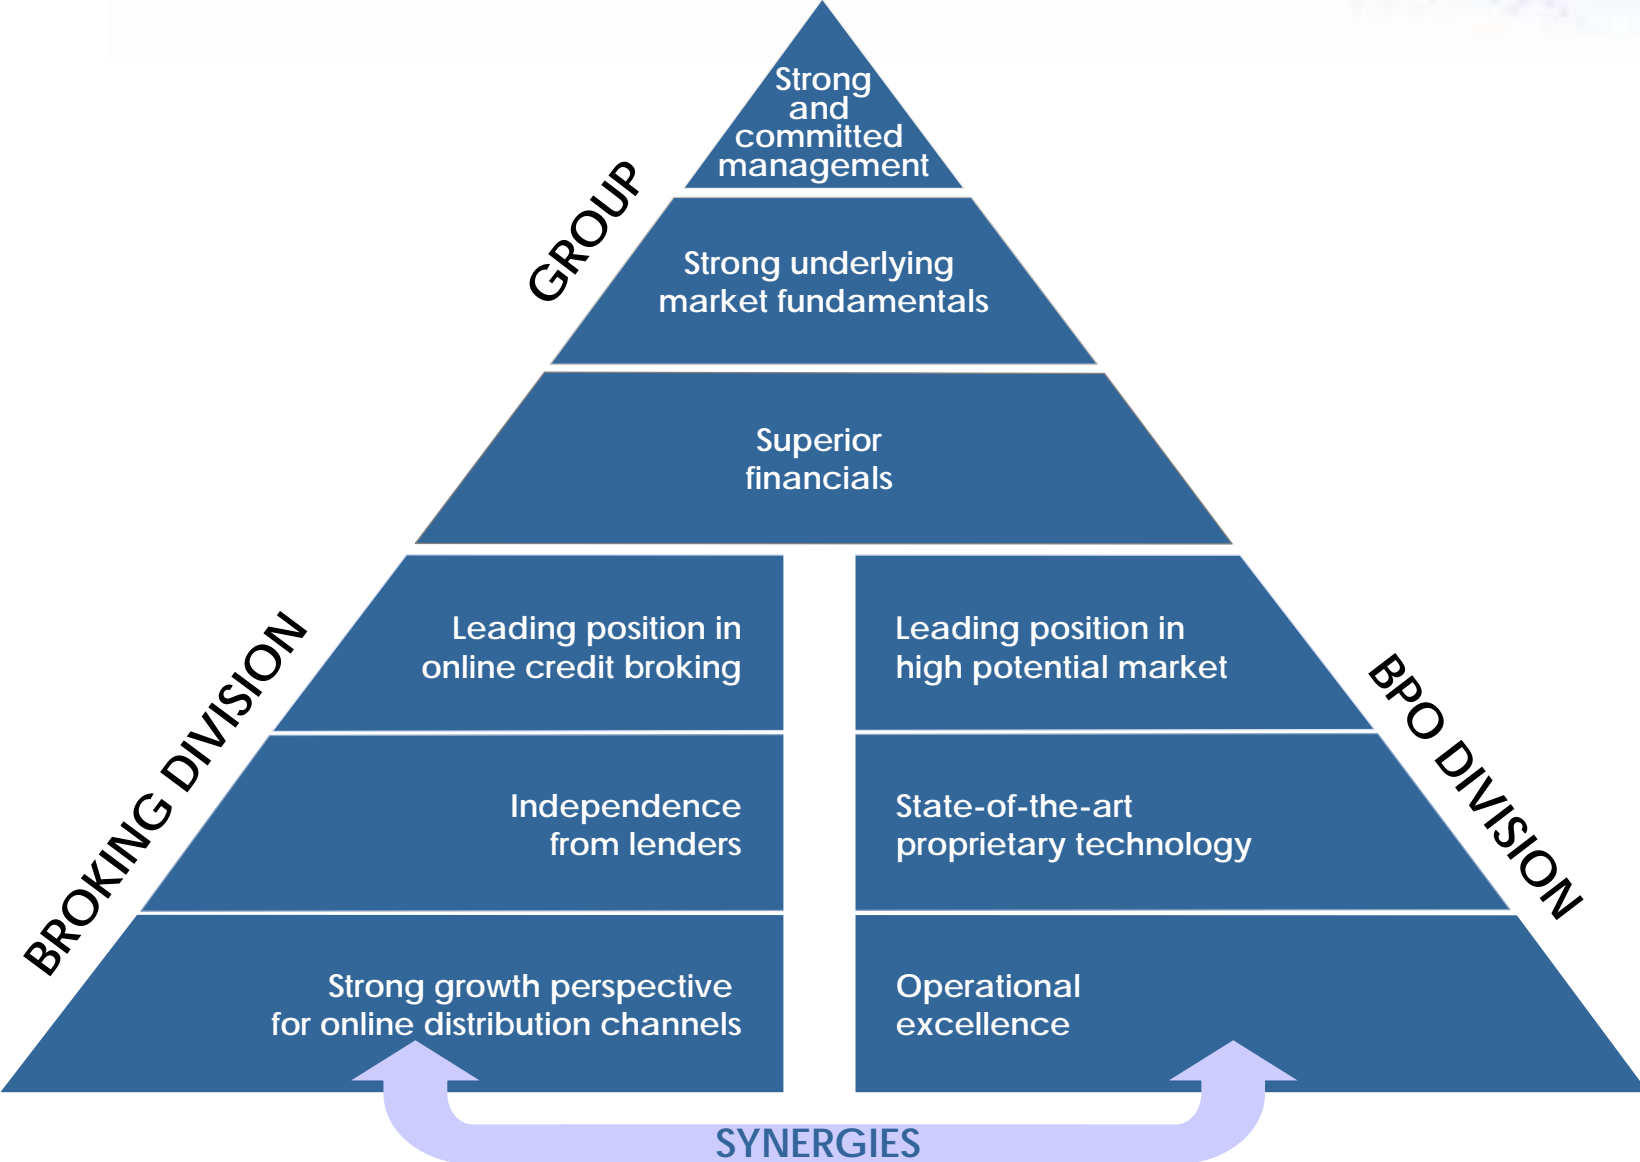 Strong
and
committed
management
GROUP
Strong underlying
market fundamentals
Superior
financials
BROKING DIVISION
Leading position in
online credit broking
Independence
from lenders
Strong growth perspective
for online distribution channels
BPO DIVISION
Leading position in
high potential market
State-of-the-art
proprietary technology
Operational
excellence
SYNERGIES